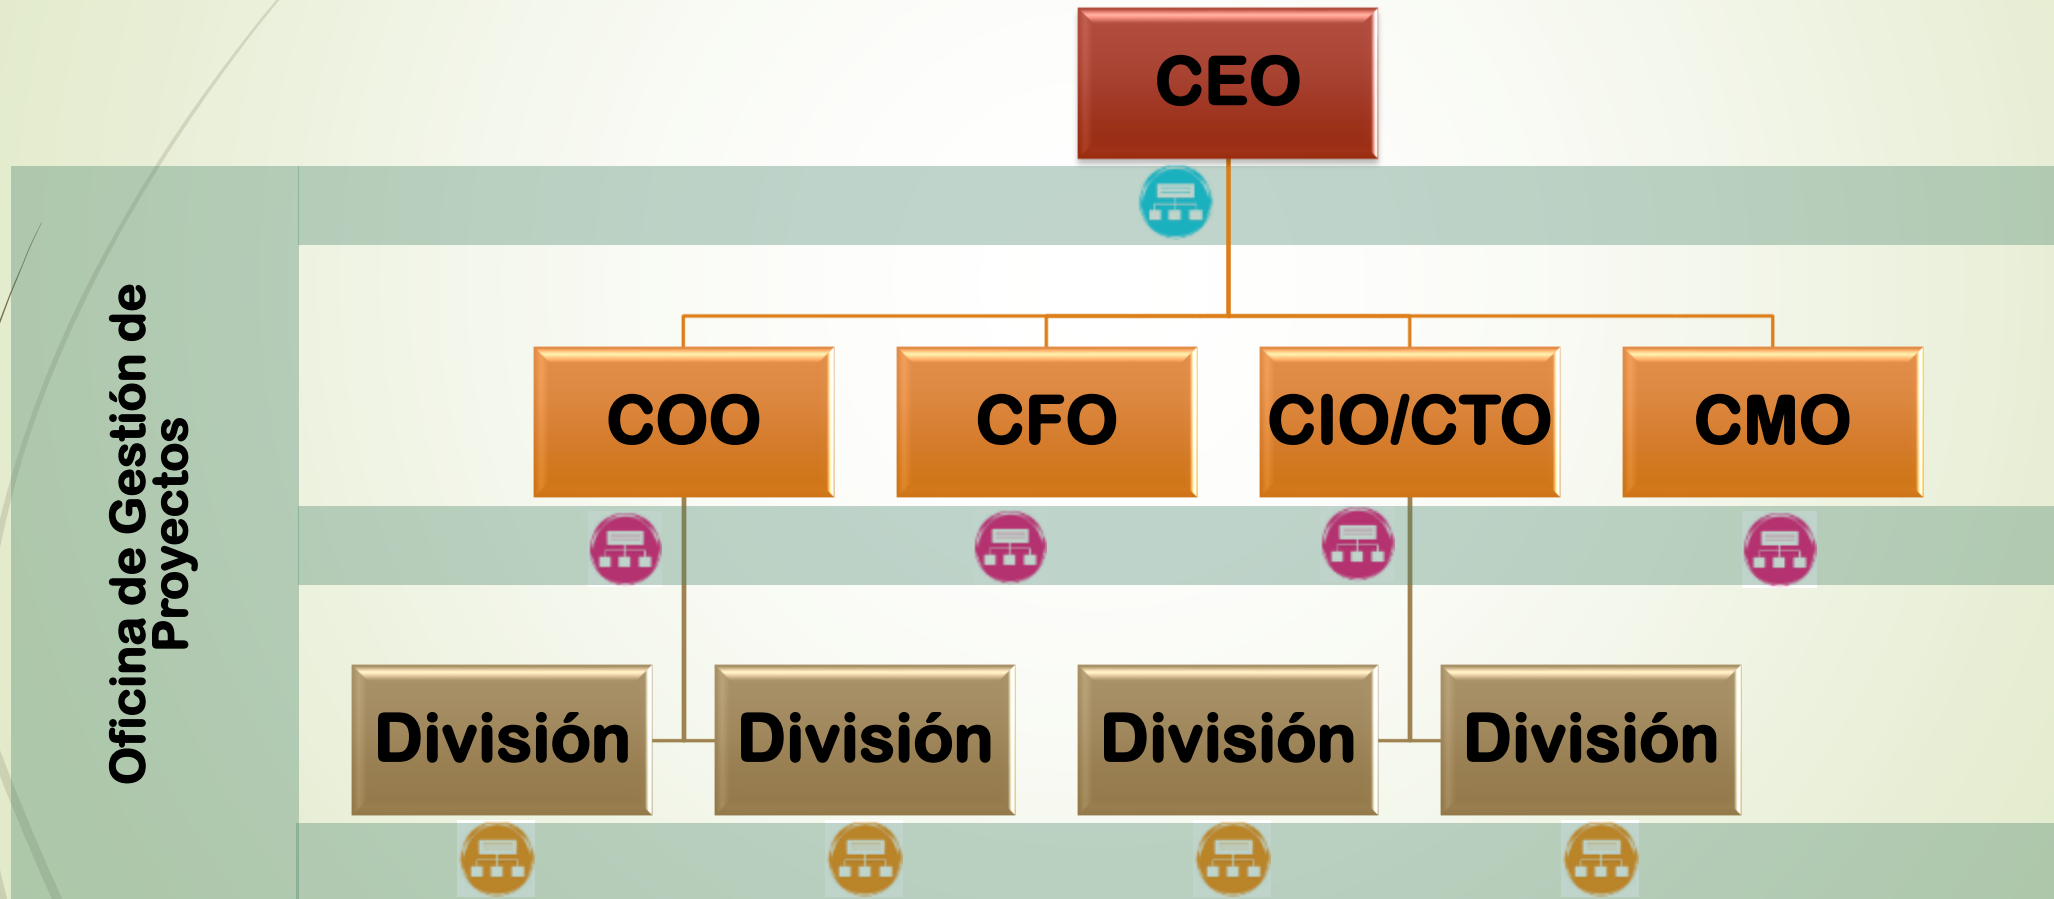 CEO
Oficina de Gestión de
Proyectos
COO
CFO
CIO/CTO
CMO
División
División
División
División